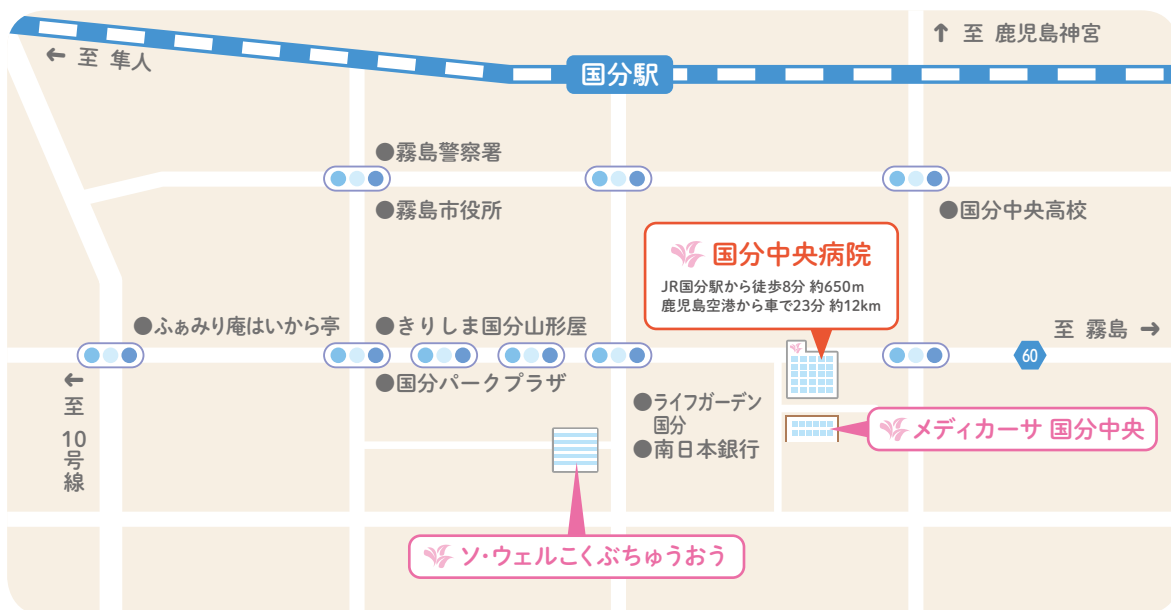 ↑ 至 鹿児島神宮
← 至 隼人
国分駅
●霧島警察署
●霧島市役所
●国分中央高校
国分中央病院
JR国分駅から徒歩8分 約650m
鹿児島空港から車で23分 約12km
●ふぁみり庵はいから亭
●きりしま国分山形屋
至 霧島 →
60
●国分パークプラザ
← 至 10号線
●ライフガーデン
国分
●南日本銀行
メディカーサ 国分中央
ソ・ウェルこくぶちゅうおう